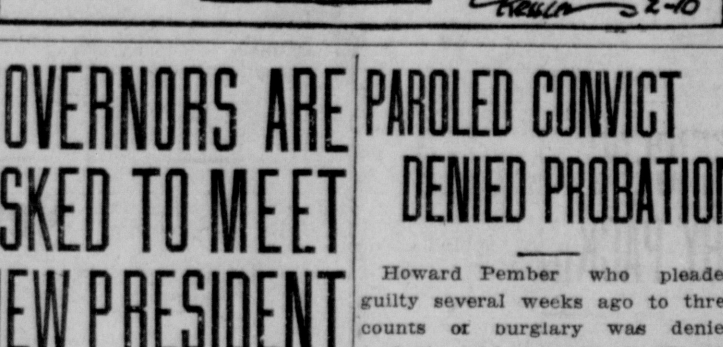 2-10
OVERNORS ARE
SKED TO MEET
EW PRESIDENT
PAROLED CONVICT
DENIED PROBATIO
Howard Pember who pleade
guilty several weeks ago to thre
counts of burglary was denie